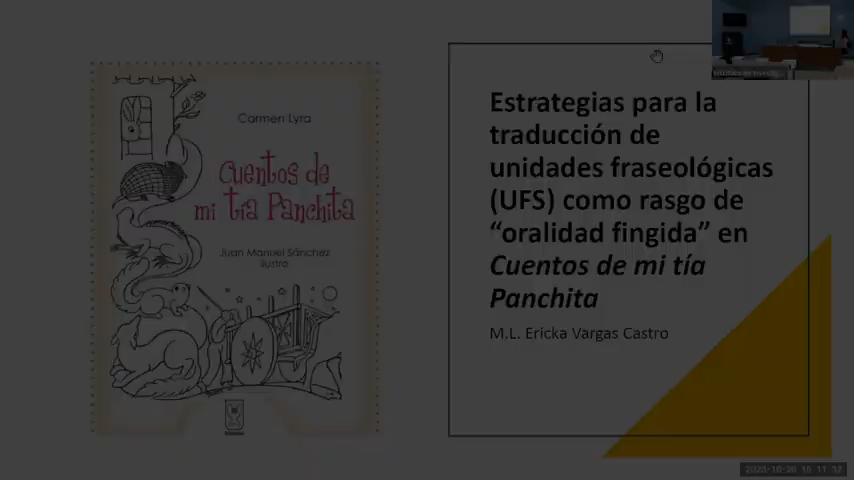 Carmen Lyra
Cuentos de
mi tía Panchita
Juan Manuel Sánchez
Ilustró
Estrategias para la
traducción de
unidades fraseológicas
(UFS) como rasgo de
“oralidad fingida” en
Cuentos de mi tía
Panchita
M.L. Ericka Vargas Castro